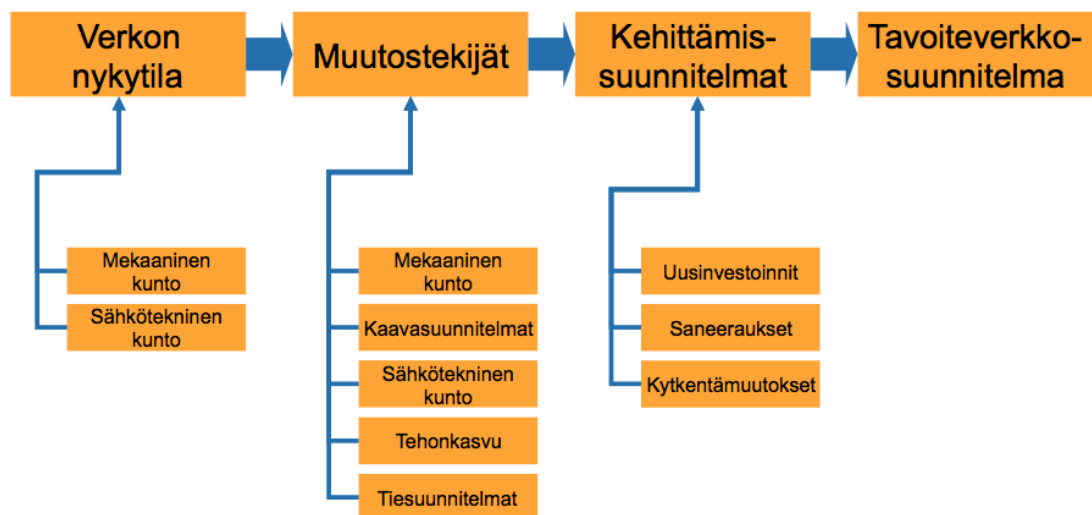 Verkon
nykytila
Muutostekijät
Kehittämis-
suunnitelmat
Tavoiteverkko-
suunnitelma
Mekaaninen
kunto
Sähkötekninen
kunto
Mekaaninen
kunto
Kaavasuunnitelmat
Sähkötekninen
kunto
Tehonkasvu
Tiesuunnitelmat
Uusinvestoinnit
Saneeraukset
Kytkentämuutokset